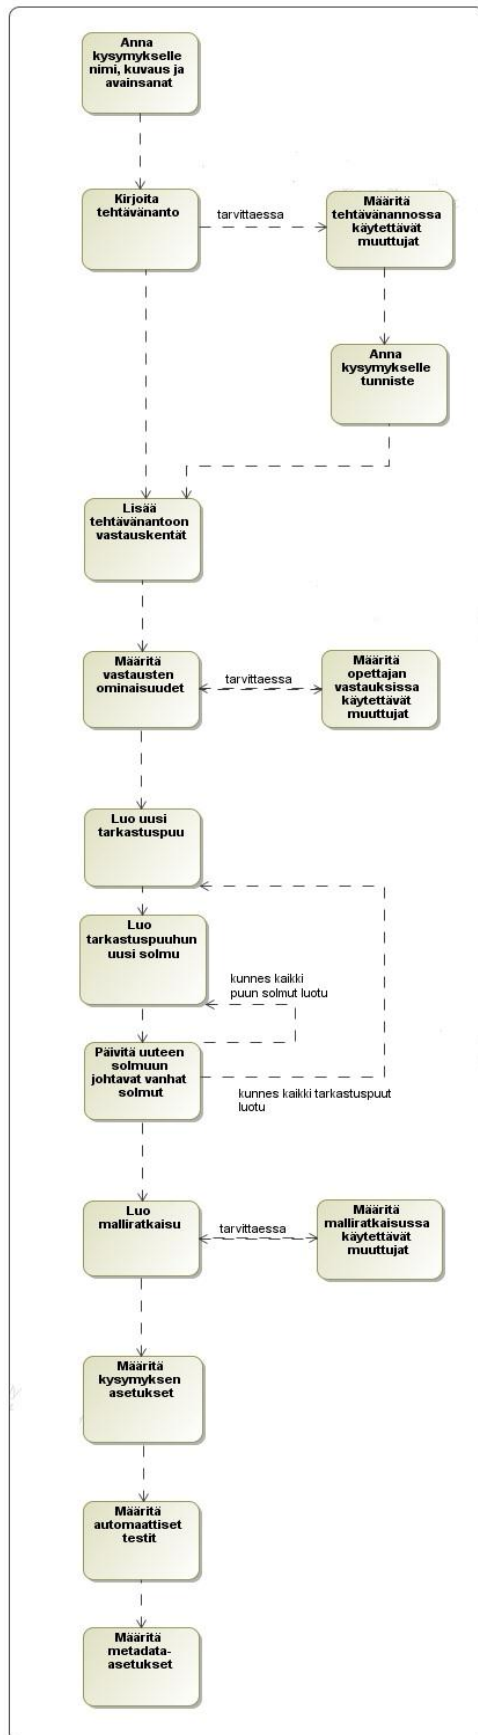 Anna
kysymykselle
nimi, kuvaus ja
avainsanat
Kirjoita
tehtävänanto
tarvittaessa
Määritä
tehtävänannossa
käytettävät
muuttujat
Anna
kysymykselle
tunniste
Lisää
tehtävänantoon
vastauskentät
Määritä
vastausten
ominaisuudet
tarvittaessa
Määritä
opettajan
vastauksissa
käytettävät
muuttujat
Luo uusi
tarkastuspuu
Luo
tarkastuspuuhun
uusi solmu
kunnes kaikki
puun solmut luotu
Päivitä uuteen
solmuun
johtavat vanhat
solmut
kunnes kaikki tarkastuspuut
luotu
Luo
malliratkaisu
tarvittaessa
Määritä
malliratkaisussa
käytettävät
muuttujat
Määritä
kysymyksen
asetukset
Määritä
automaattiset
testit
Määritä
metadata-
asetukset